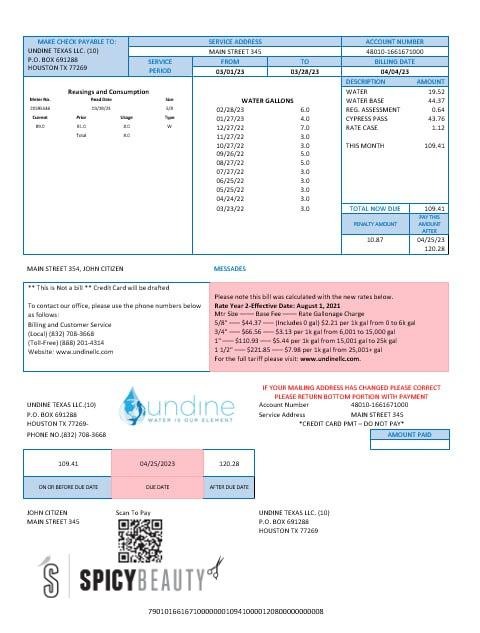 MAKE CHECK PAYABLE TO:
UNDINE TEXAS LLC. (10)
P.O. BOX 691288
HOUSTON TX 77269
SERVICE ADDRESS
MAIN STREET 345
SERVICE PERIOD
FROM TO
03/01/23 03/28/23
ACCOUNT NUMBER
48010-1661671000
BILLING DATE
04/04/23
Reasings and Consumption
Meter No. Read Date Size
03/28/23 5/8
Current Prior Usage Type
89.0 81.0 8.0 W
Total 8.0
WATER GALLONS
02/28/23 6.0
01/27/23 4.0
12/27/22 7.0
11/27/22 3.0
10/27/22 3.0
09/26/22 5.0
08/27/22 5.0
07/27/22 3.0
06/25/22 3.0
05/25/22 3.0
04/24/22 3.0
03/23/22 3.0
DESCRIPTION AMOUNT
WATER 19.52
WATER BASE 44.37
REG. ASSESSMENT 0.64
CYPRESS PASS 43.76
RATE CASE 1.12
THIS MONTH 109.41
TOTAL NOW DUE 109.41
PENALTY AMOUNT
PAY THIS AMOUNT AFTER
10.87 04/25/23
120.28
MAIN STREET 354, JOHN CITIZEN
MESSADES
** This is Not a bill ** Credit Card will be drafted
To contact our office, please use the phone numbers below
as follows:
Billing and Customer Service
(Local) (832) 708-3668
(Toll-Free) (888) 201-4314
Website: www.undinellc.com
Please note this bill was calculated with the new rates below.
Rate Year 2-Effective Date: August 1, 2021
Mtr Size ---- Base Fee ---- Rate Gallonage Charge
5/8" ---- $44.37 ---- (Includes 0 gal) $2.21 per 1k gal from 0 to 6k gal
3/4" ---- $66.56 ---- $3.13 per 1k gal from 6,001 to 15,000 gal
1" ---- $110.93 ---- $5.44 per 1k gal from 15,001 gal to 25k gal
1 1/2" ---- $221.85 ---- $7.98 per 1k gal from 25,001+ gal
For the full tariff please visit: www.undinellc.com.
UNDINE TEXAS LLC.(10)
P.O. BOX 691288
HOUSTON TX 77269-
PHONE NO.(832) 708-3668
undine
WATER IS OUR ELEMENT
IF YOUR MAILING ADDRESS HAS CHANGED PLEASE CORRECT
PLEASE RETURN BOTTOM PORTION WITH PAYMENT
Account Number 48010-1661671000
Service Address MAIN STREET 345
*CREDIT CARD PMT – DO NOT PAY*
AMOUNT PAID
109.41 04/25/2023 120.28
ON OR BEFORE DUE DATE DUE DATE AFTER DUE DATE
JOHN CITIZEN
MAIN STREET 345
Scan To Pay
UNDINE TEXAS LLC. (10)
P.O. BOX 691288
HOUSTON TX 77269
S SPICYBEAUTY